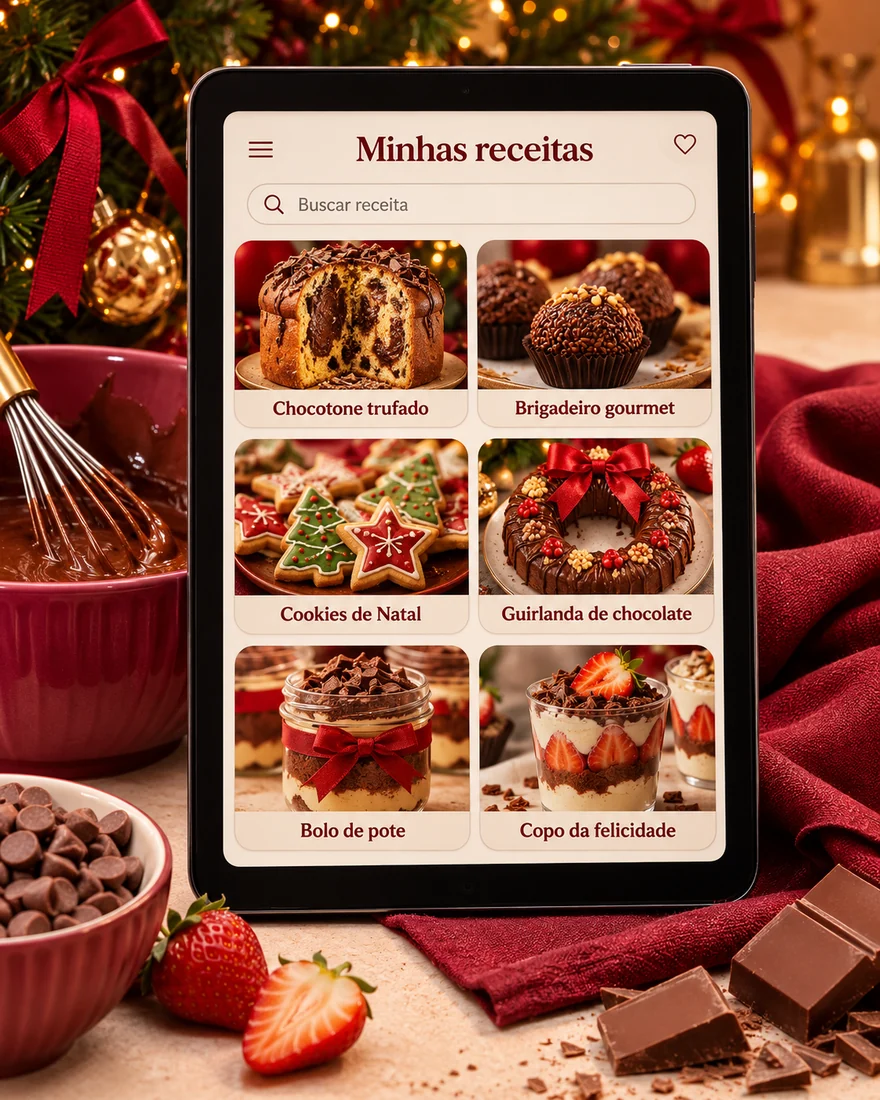 Minhas receitas
Buscar receita
Chocotone trufado
Brigadeiro gourmet
Cookies de Natal
Guirlanda de chocolate
Bolo de pote
Copo da felicidade